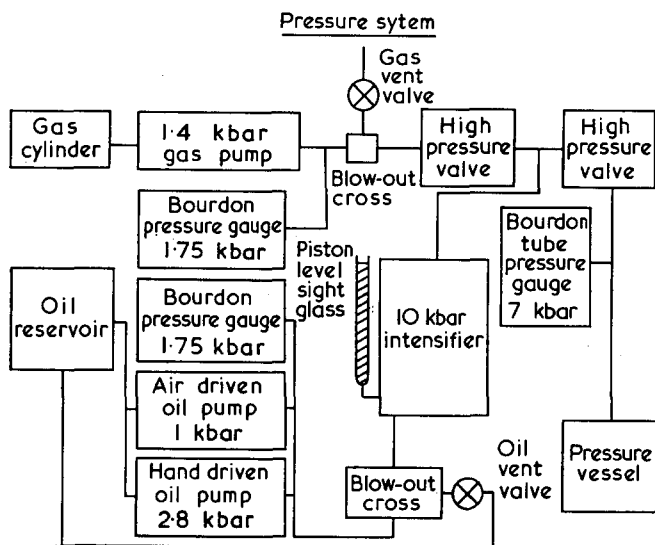 Pressure sytem
Gas
vent
valve
Gas
cylinder
1·4 kbar
gas pump
Blow-out
cross
High
pressure
valve
High
pressure
valve
Bourdon
pressure gauge
1·75 kbar
Piston
level
sight
glass
Bourdon
tube
pressure
gauge
7 kbar
Oil
reservoir
Bourdon
pressure gauge
1·75 kbar
10 kbar
intensifier
Air driven
oil pump
1 kbar
Hand driven
oil pump
2·8 kbar
Blow-out
cross
Oil
vent
valve
Pressure
vessel